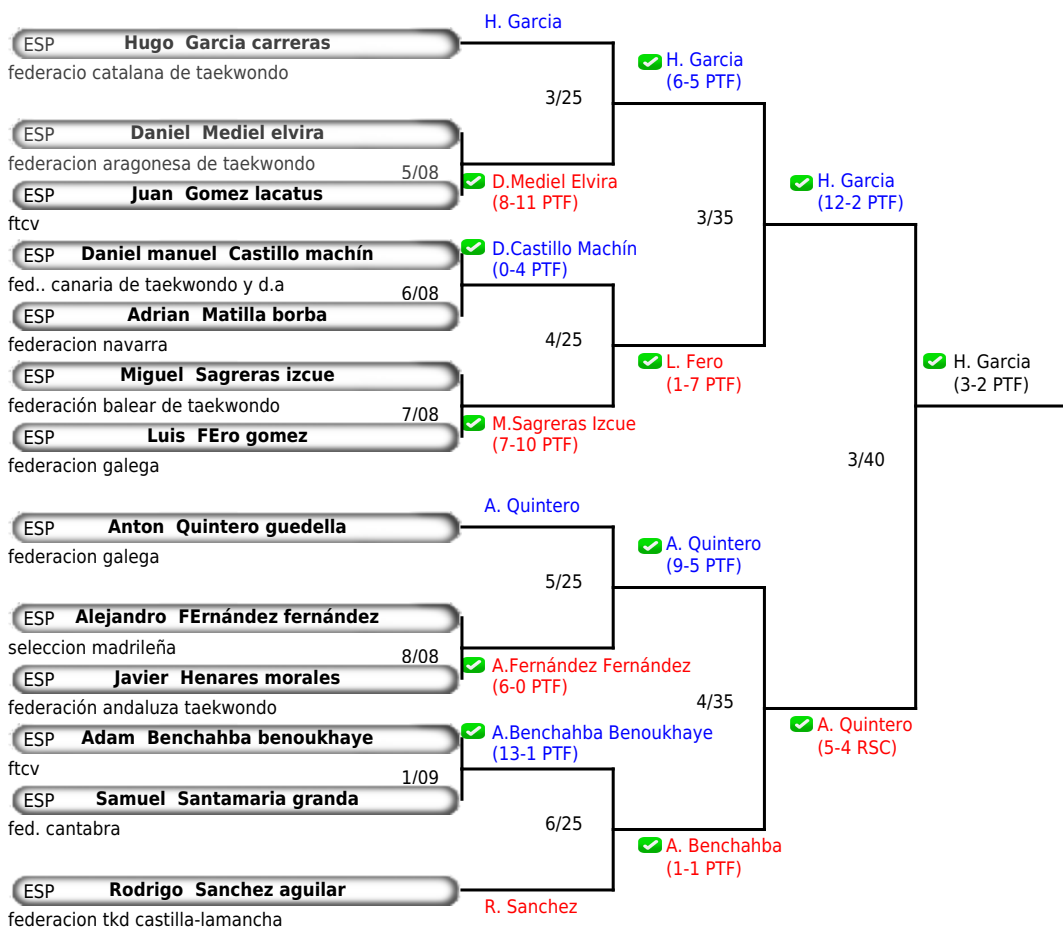 H. Garcia
ESP Hugo Garcia carreras
federacio catalana de taekwondo
H. Garcia
(6-5 PTF)
3/25
ESP Daniel Mediel elvira
federacion aragonesa de taekwondo
5/08
D.Mediel Elvira
(8-11 PTF)
ESP Juan Gomez lacatus
ftcv
H. Garcia
(12-2 PTF)
3/35
ESP Daniel manuel Castillo machín
fed.. canaria de taekwondo y d.a
D.Castillo Machín
(0-4 PTF)
6/08
ESP Adrian Matilla borba
federacion navarra
4/25
L. Fero
(1-7 PTF)
H. Garcia
(3-2 PTF)
ESP Miguel Sagreras izcue
federación balear de taekwondo
7/08
M.Sagreras Izcue
(7-10 PTF)
ESP Luis FEro gomez
federacion galega
3/40
A. Quintero
ESP Anton Quintero guedella
federacion galega
A. Quintero
(9-5 PTF)
5/25
ESP Alejandro FErnández fernández
seleccion madrileña
8/08
A.Fernández Fernández
(6-0 PTF)
ESP Javier Henares morales
federación andaluza taekwondo
4/35
A. Quintero
(5-4 RSC)
ESP Adam Benchahba benoukhaye
ftcv
A.Benchahba Benoukhaye
(13-1 PTF)
1/09
ESP Samuel Santamaria granda
fed. cantabra
6/25
A. Benchahba
(1-1 PTF)
ESP Rodrigo Sanchez aguilar
federacion tkd castilla-lamancha
R. Sanchez